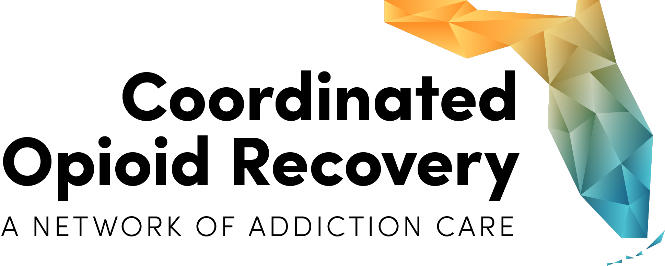 Coordinated
Opioid Recovery
A NETWORK OF ADDICTION CARE